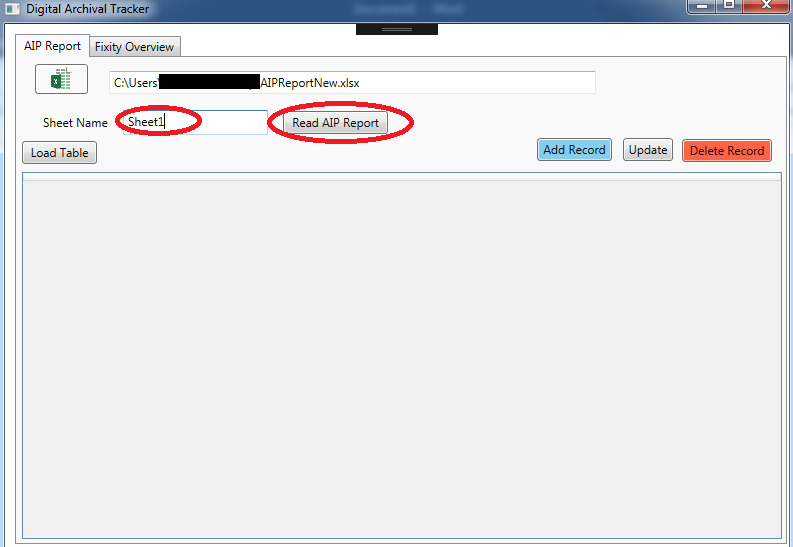 Digital Archival Tracker
AIP Report Fixity Overview
C:\Users\ AIPReportNew.xlsx
Sheet Name Sheet1 Read AIP Report
Load Table Add Record Update Delete Record